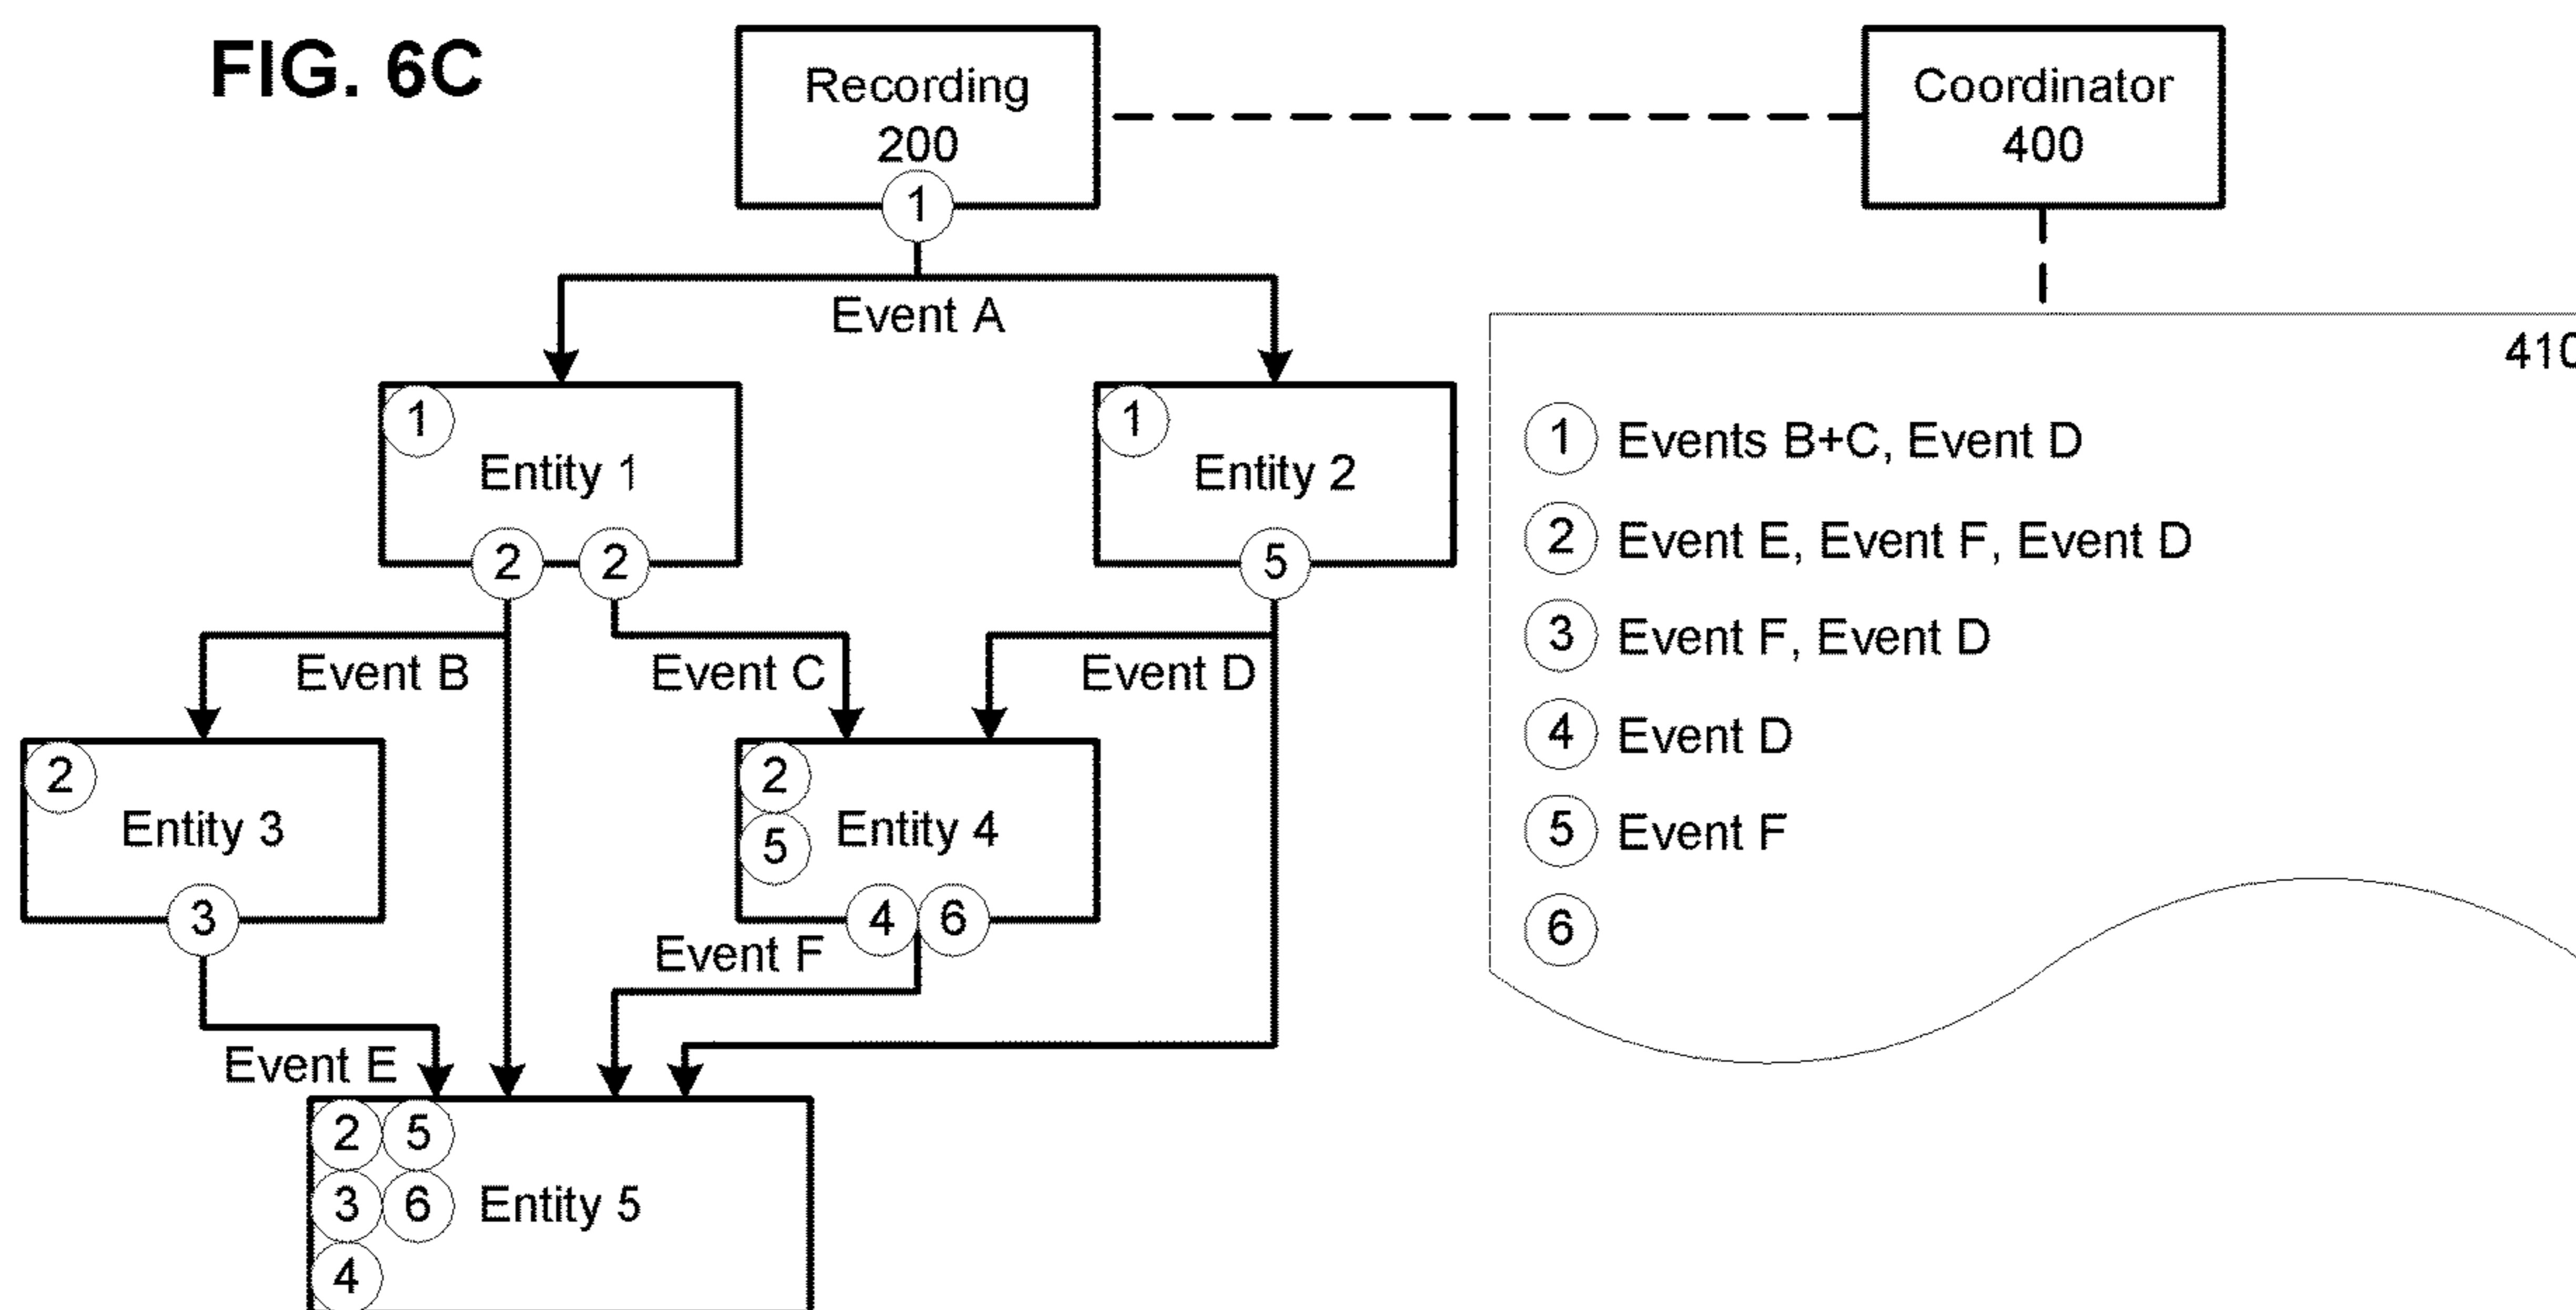 FIG. 6C
Recording
200
Coordinator
400
1
Event A
410
1
Entity 1
2
2
1
Entity 2
5
1 Events B+C, Event D
2 Event E, Event F, Event D
3 Event F, Event D
4 Event D
5 Event F
6
Event B
Event C
Event D
2
Entity 3
3
2
5
Entity 4
4
6
Event F
Event E
2
5
3
6
Entity 5
4